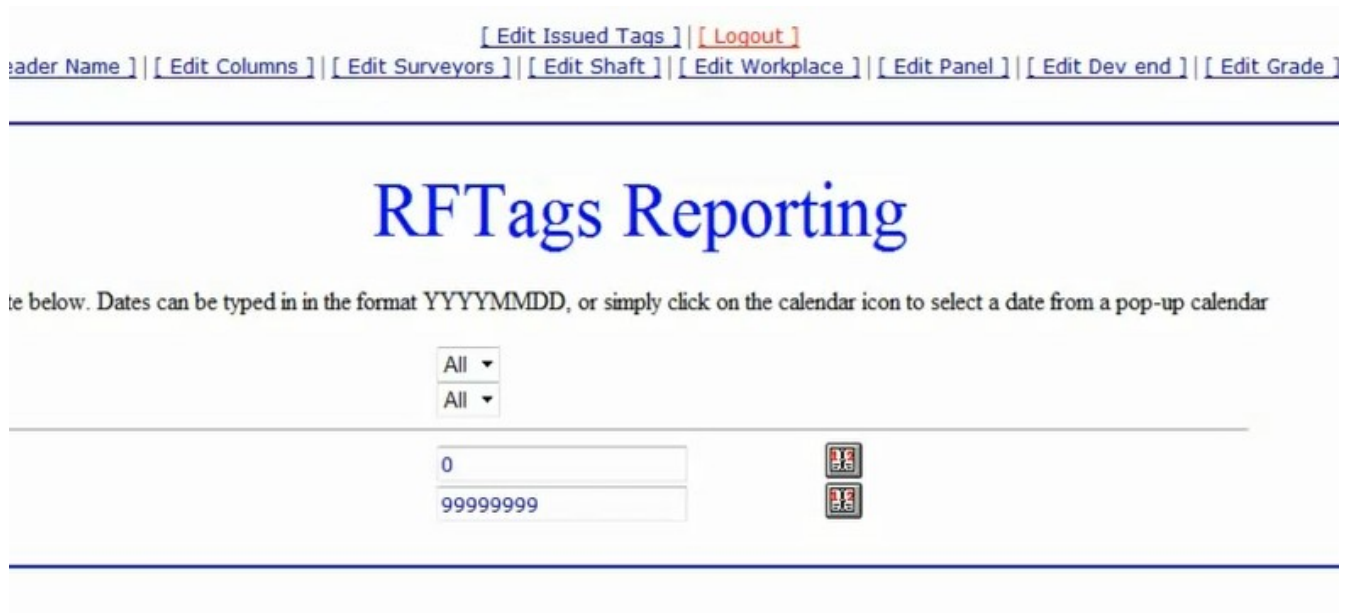 [ Edit Issued Tags ] | [ Logout ]
Name ] | [ Edit Columns ] | [ Edit Surveyors ] | [ Edit Shaft ] | [ Edit Workplace ] | [ Edit Panel ] | [ Edit Dev end ] | [ Edit Grade ]
RFTags Reporting
below. Dates can be typed in in the format YYYYMMDD, or simply click on the calendar icon to select a date from a pop-up calendar
All
All
0
99999999